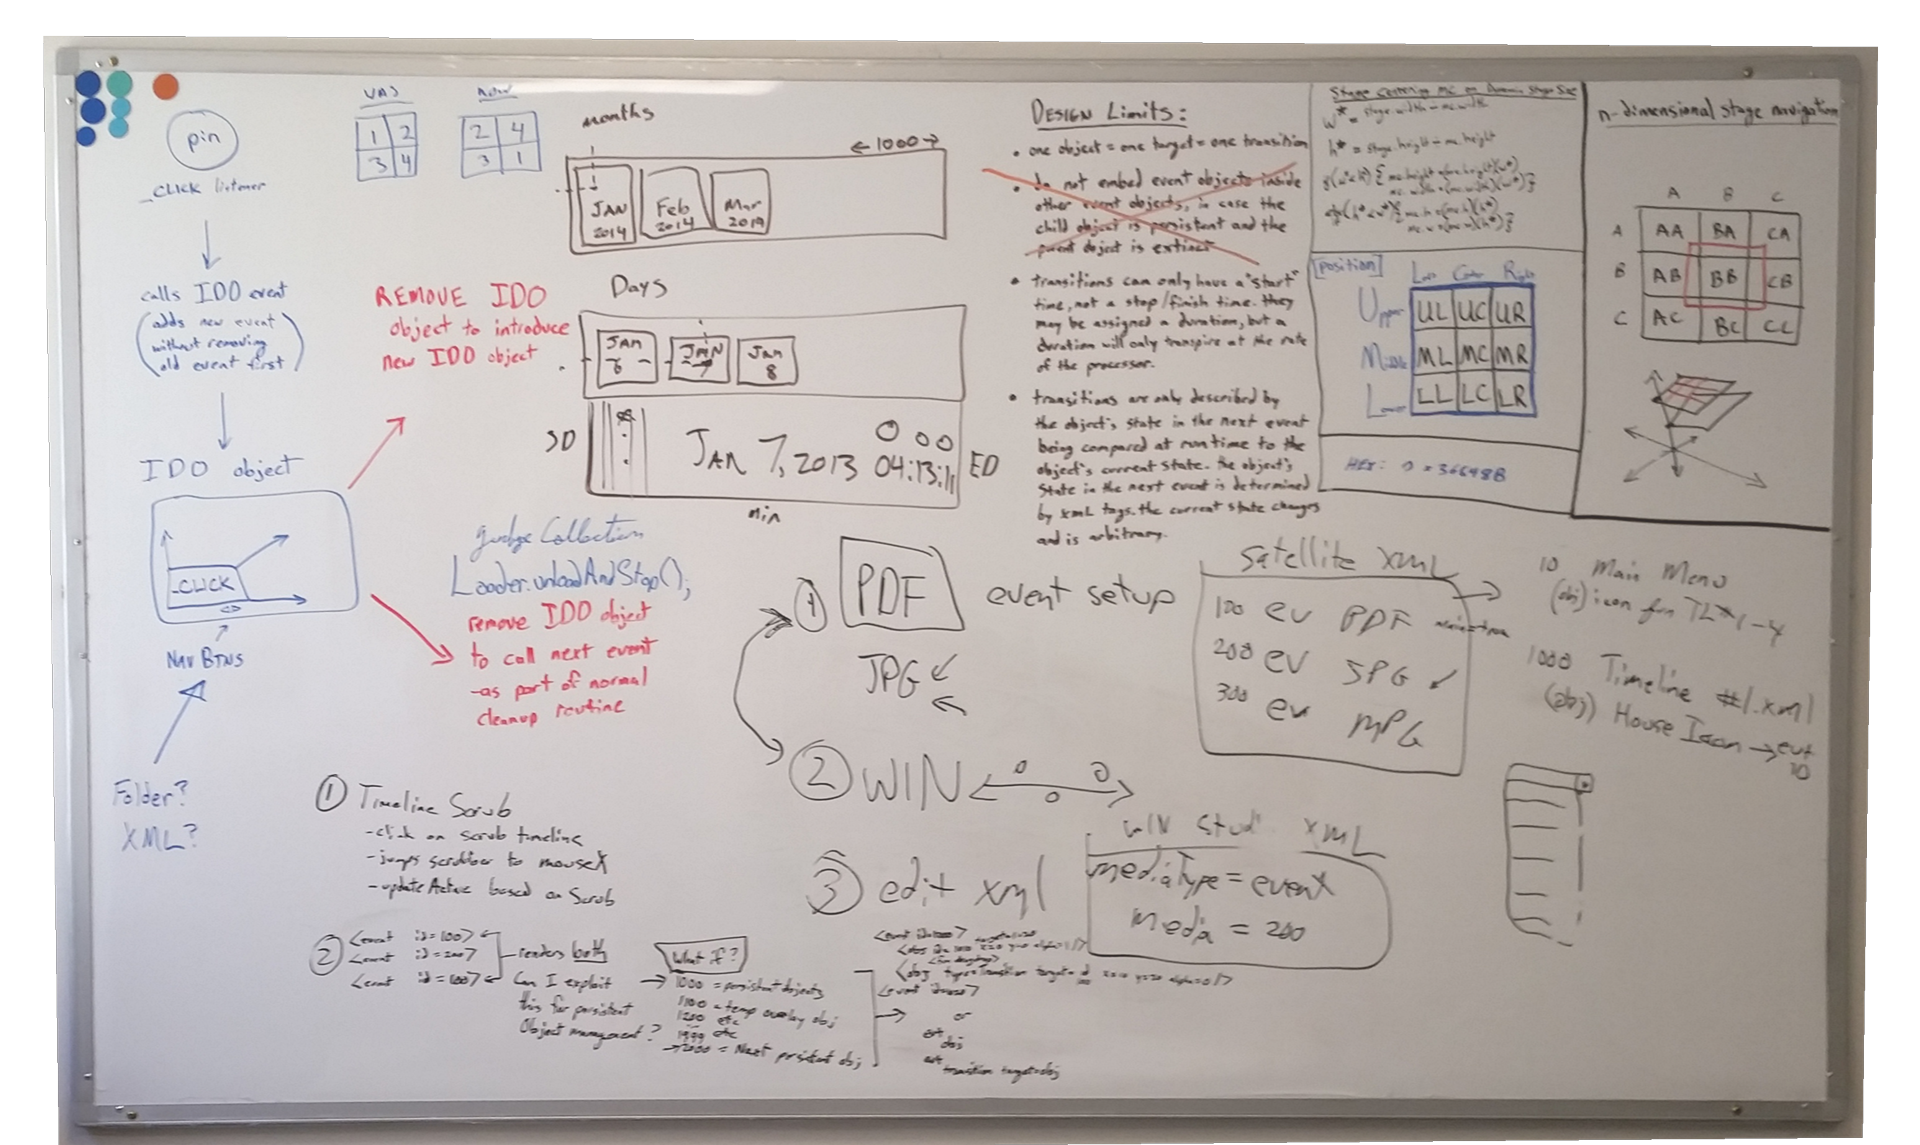 pin
_CLICK listener
calls IDO event
(adds new event
without removing
old event first)
IDO object
_CLICK
<>
NAV BTNS
Folder?
XML?
WAS
1 2
3 4
NOW
2 4
3 1
REMOVE IDO
object to introduce
new IDO object
garbage Collection
Loader.unloadAndStop();
remove IDO object
to call next event
-as part of normal
cleanup routine
months
←1000→
JAN
2014
Feb
2014
Mar
2014
Days
JAN
6
JAN
7
Jan
8
SD
JAN 7, 2013 04:13:11
ED
min
DESIGN LIMITS:
• one object = one target = one transition
• do not embed event objects inside
other event objects, in case the
child object is persistent and the
parent object is extinct
• transitions can only have a "start"
time, not a stop/finish time. they
may be assigned a duration, but a
duration will only transpire at the rate
of the processor.
• transitions are only described by
the object's state in the next event
being compared at runtime to the
object's current state. the object's
state in the next event is determined
by xml tags. the current state changes
and is arbitrary.
Stage centering mc on Dynamic Stage Size
w* = stage.width - mc.width
h* = stage.height - mc.height
[position]
Left Center Right
Upper UL UC UR
Middle ML MC MR
Lower LL LC LR
HEX: 0x36648B
n-dimensional stage navigation
A B C
A AA BA CA
B AB BB CB
C AC BC CC
1 PDF event setup
JPG
2 WIN
3 edit xml
satellite XML
100 ev PDF
200 ev JPG
300 ev MPG
10 Main Menu
(obj) icon for TL# 1-4
1000 Timeline #1.xml
(obj) House Icon → evt
10
WIN Stud XML
mediaType = event
media = 200
1 Timeline Scrub
-click on scrub timeline
-jumps scrubber to mouseX
-updateActive based on Scrub
2 <event id=100>
<event id=200>
<event id=100>
renders both
Can I exploit
this for persistent
Object management?
What if?
1000 = persistent objects
1100 = temp overlay obj
1200 etc
1999 etc
→2000 = Next persistent obj
or
evt
obj
evt
transition target=obj